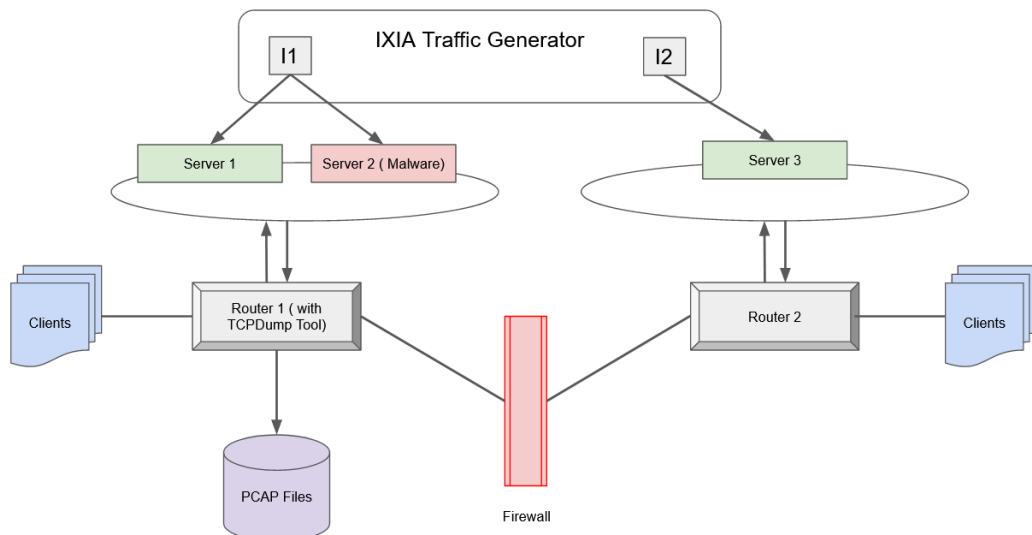 IXIA Traffic Generator
I1
I2
Server 1
Server 2 ( Malware)
Server 3
Clients
Router 1 ( with
TCPDump Tool)
Router 2
Clients
PCAP Files
Firewall